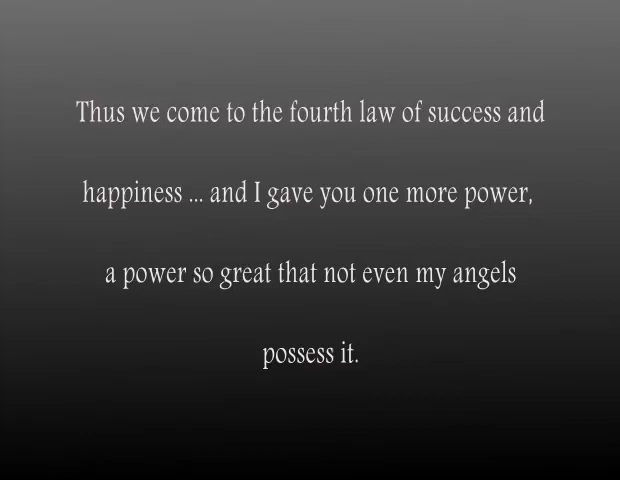 Thus we come to the fourth law of success and
happiness ... and I gave you one more power,
a power so great that not even my angels
possess it.